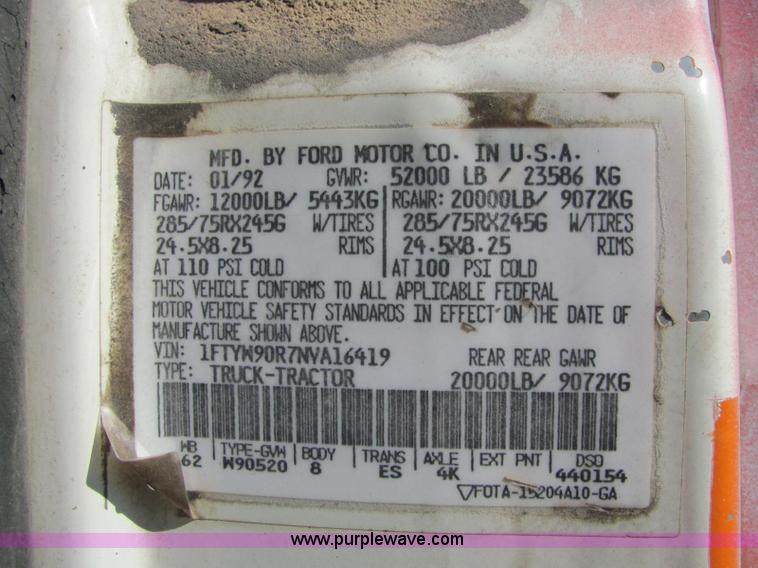 MFD. BY FORD MOTOR CO. IN U.S.A.
DATE: 01/92 GVWR: 52000 LB / 23586 KG
FGAWR: 12000LB/ 5443KG RGAWR: 20000LB/ 9072KG
285/75RX245G W/TIRES 285/75RX245G W/TIRES
24.5X8.25 RIMS 24.5X8.25 RIMS
AT 110 PSI COLD AT 100 PSI COLD
THIS VEHICLE CONFORMS TO ALL APPLICABLE FEDERAL
MOTOR VEHICLE SAFETY STANDARDS IN EFFECT ON THE DATE OF
MANUFACTURE SHOWN ABOVE.
VIN: 1FTYW90R7NVA16419 REAR REAR GAWR
TYPE: TRUCK-TRACTOR 20000LB/ 9072KG
WB TYPE-GVW BODY TRANS AXLE EXT PNT DSO
62 W90520 8 ES 4K 440154
FOTA-15204A10-GA
www.purplewave.com